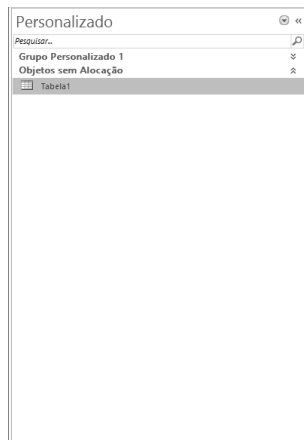 Personalizado
Pesquisar...
Grupo Personalizado 1
Objetos sem Alocação
Tabela1